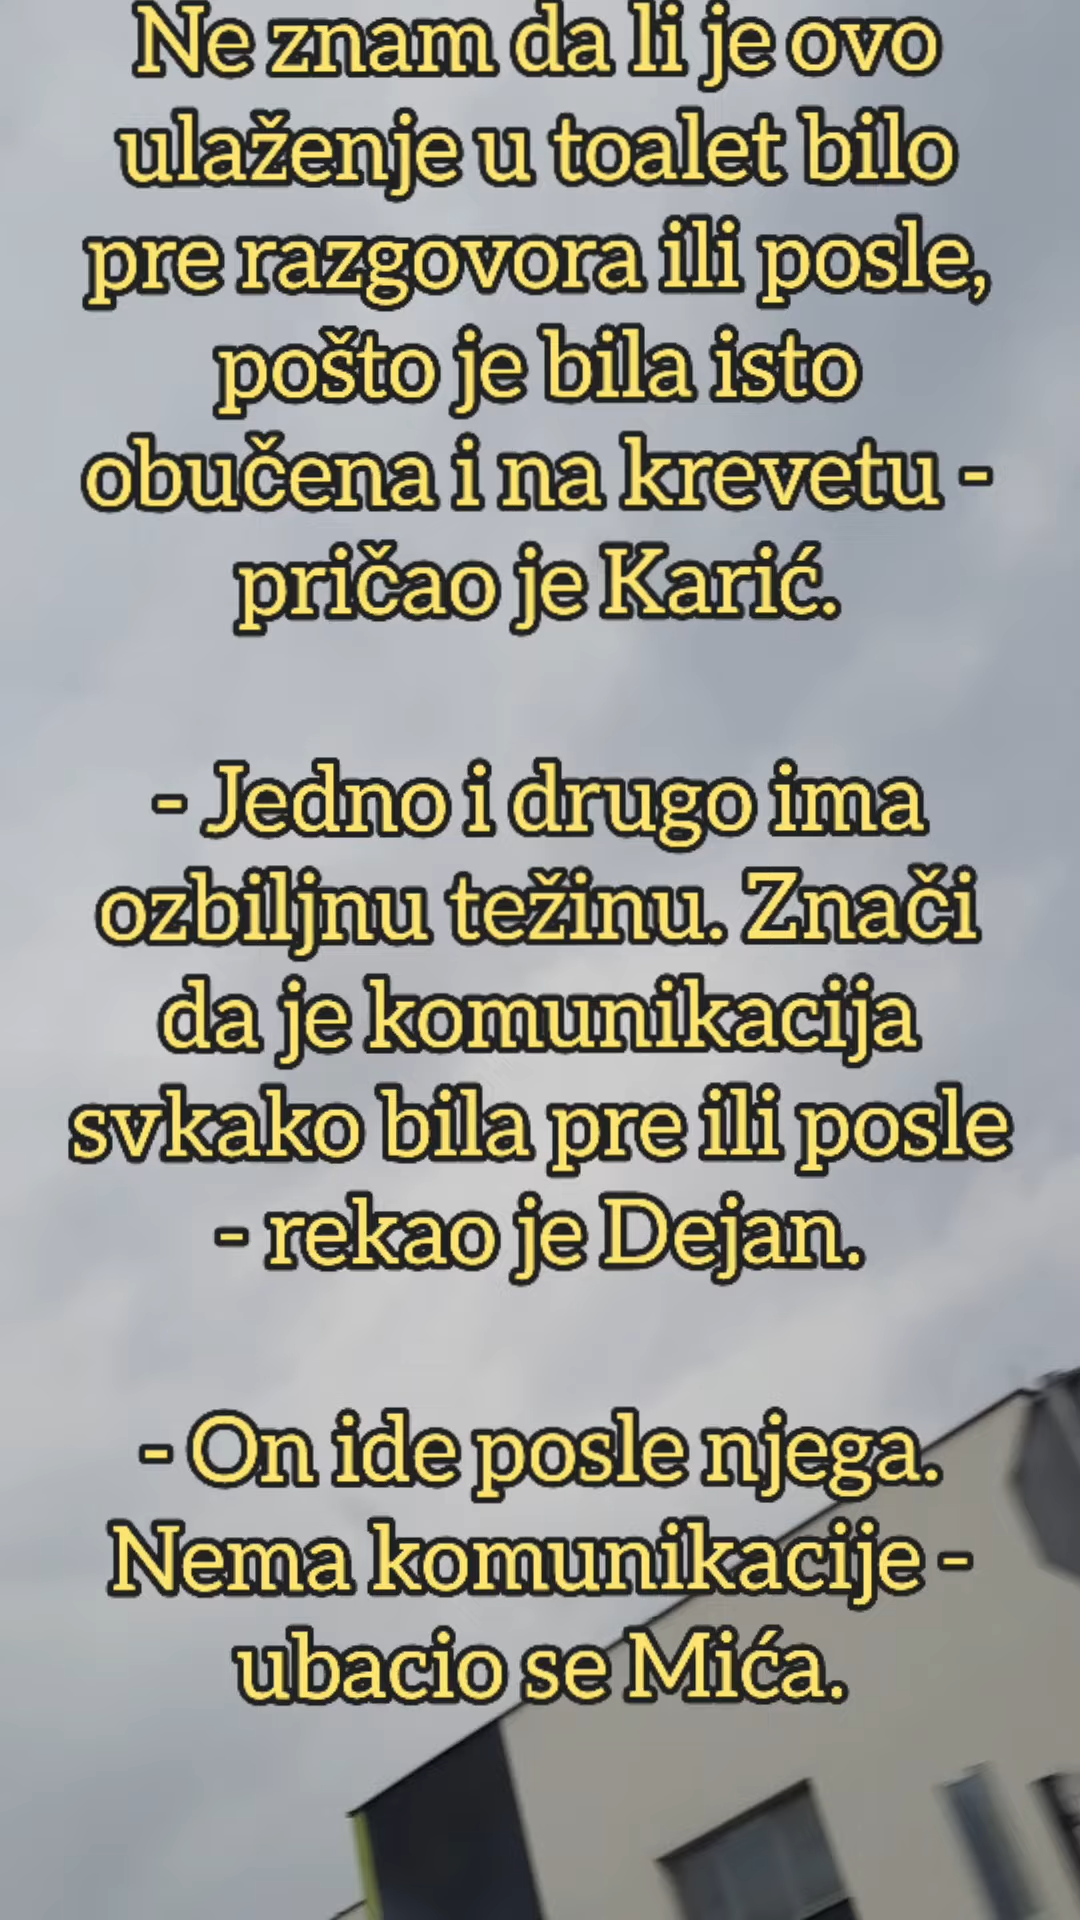 Ne znam da li je ovo
ulaženje u toalet bilo
pre razgovora ili posle,
pošto je bila isto
obučena i na krevetu -
pričao je Karić.
- Jedno i drugo ima
ozbiljnu težinu. Znači
da je komunikacija
svkako bila pre ili posle
- rekao je Dejan.
- On ide posle njega.
Nema komunikacije -
ubacio se Mića.